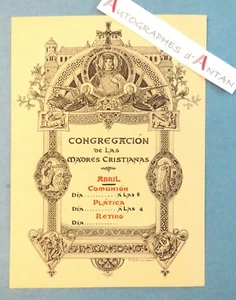 AUTOGRAPHES d'ANTAN
CONGREGACIÓN
DE LAS
MADRES CRISTIANAS
ABRIL
COMUNIÓN
DÍA........ A LAS 8
PLÁTICA
DÍA........ A LAS 4
RETIRO
DÍA........